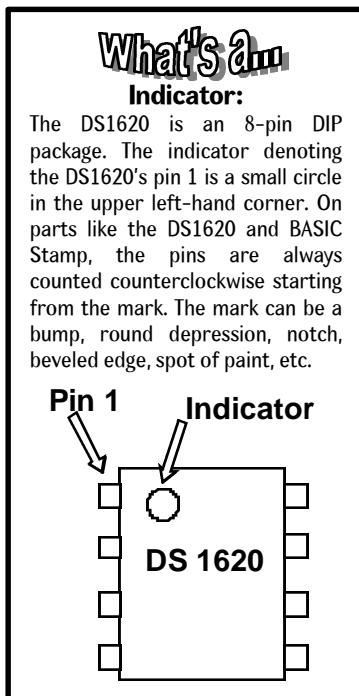 What's a...
Indicator:
The DS1620 is an 8-pin DIP
package. The indicator denoting
the DS1620's pin 1 is a small circle
in the upper left-hand corner. On
parts like the DS1620 and BASIC
Stamp, the pins are always
counted counterclockwise starting
from the mark. The mark can be a
bump, round depression, notch,
beveled edge, spot of paint, etc.
Pin 1
Indicator
DS 1620